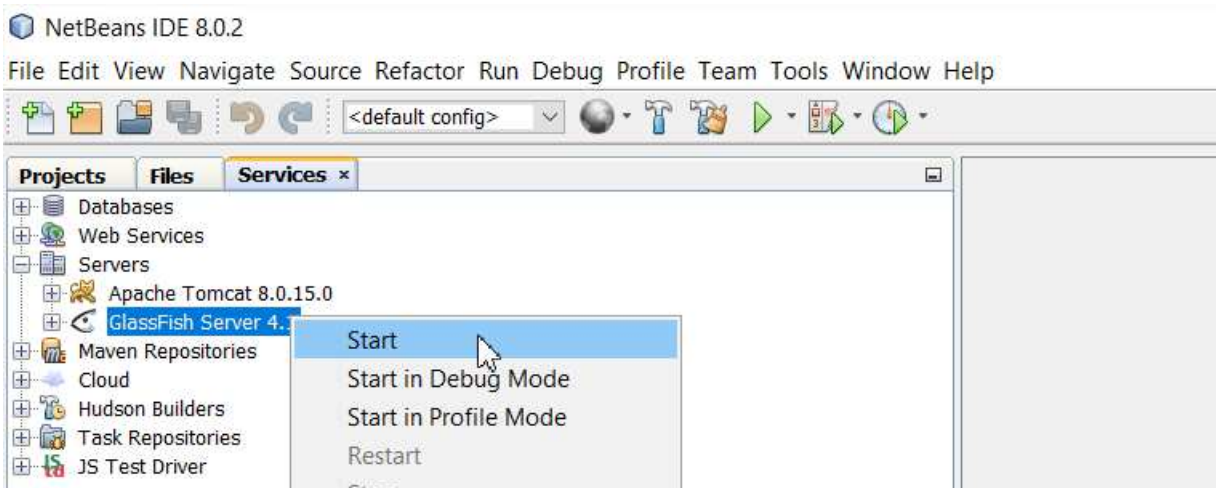 NetBeans IDE 8.0.2
File Edit View Navigate Source Refactor Run Debug Profile Team Tools Window Help
<default config>
Projects Files Services ×
Databases
Web Services
Servers
Apache Tomcat 8.0.15.0
GlassFish Server 4.
Start
Maven Repositories
Start in Debug Mode
Cloud
Start in Profile Mode
Hudson Builders
Task Repositories
Restart
JS Test Driver